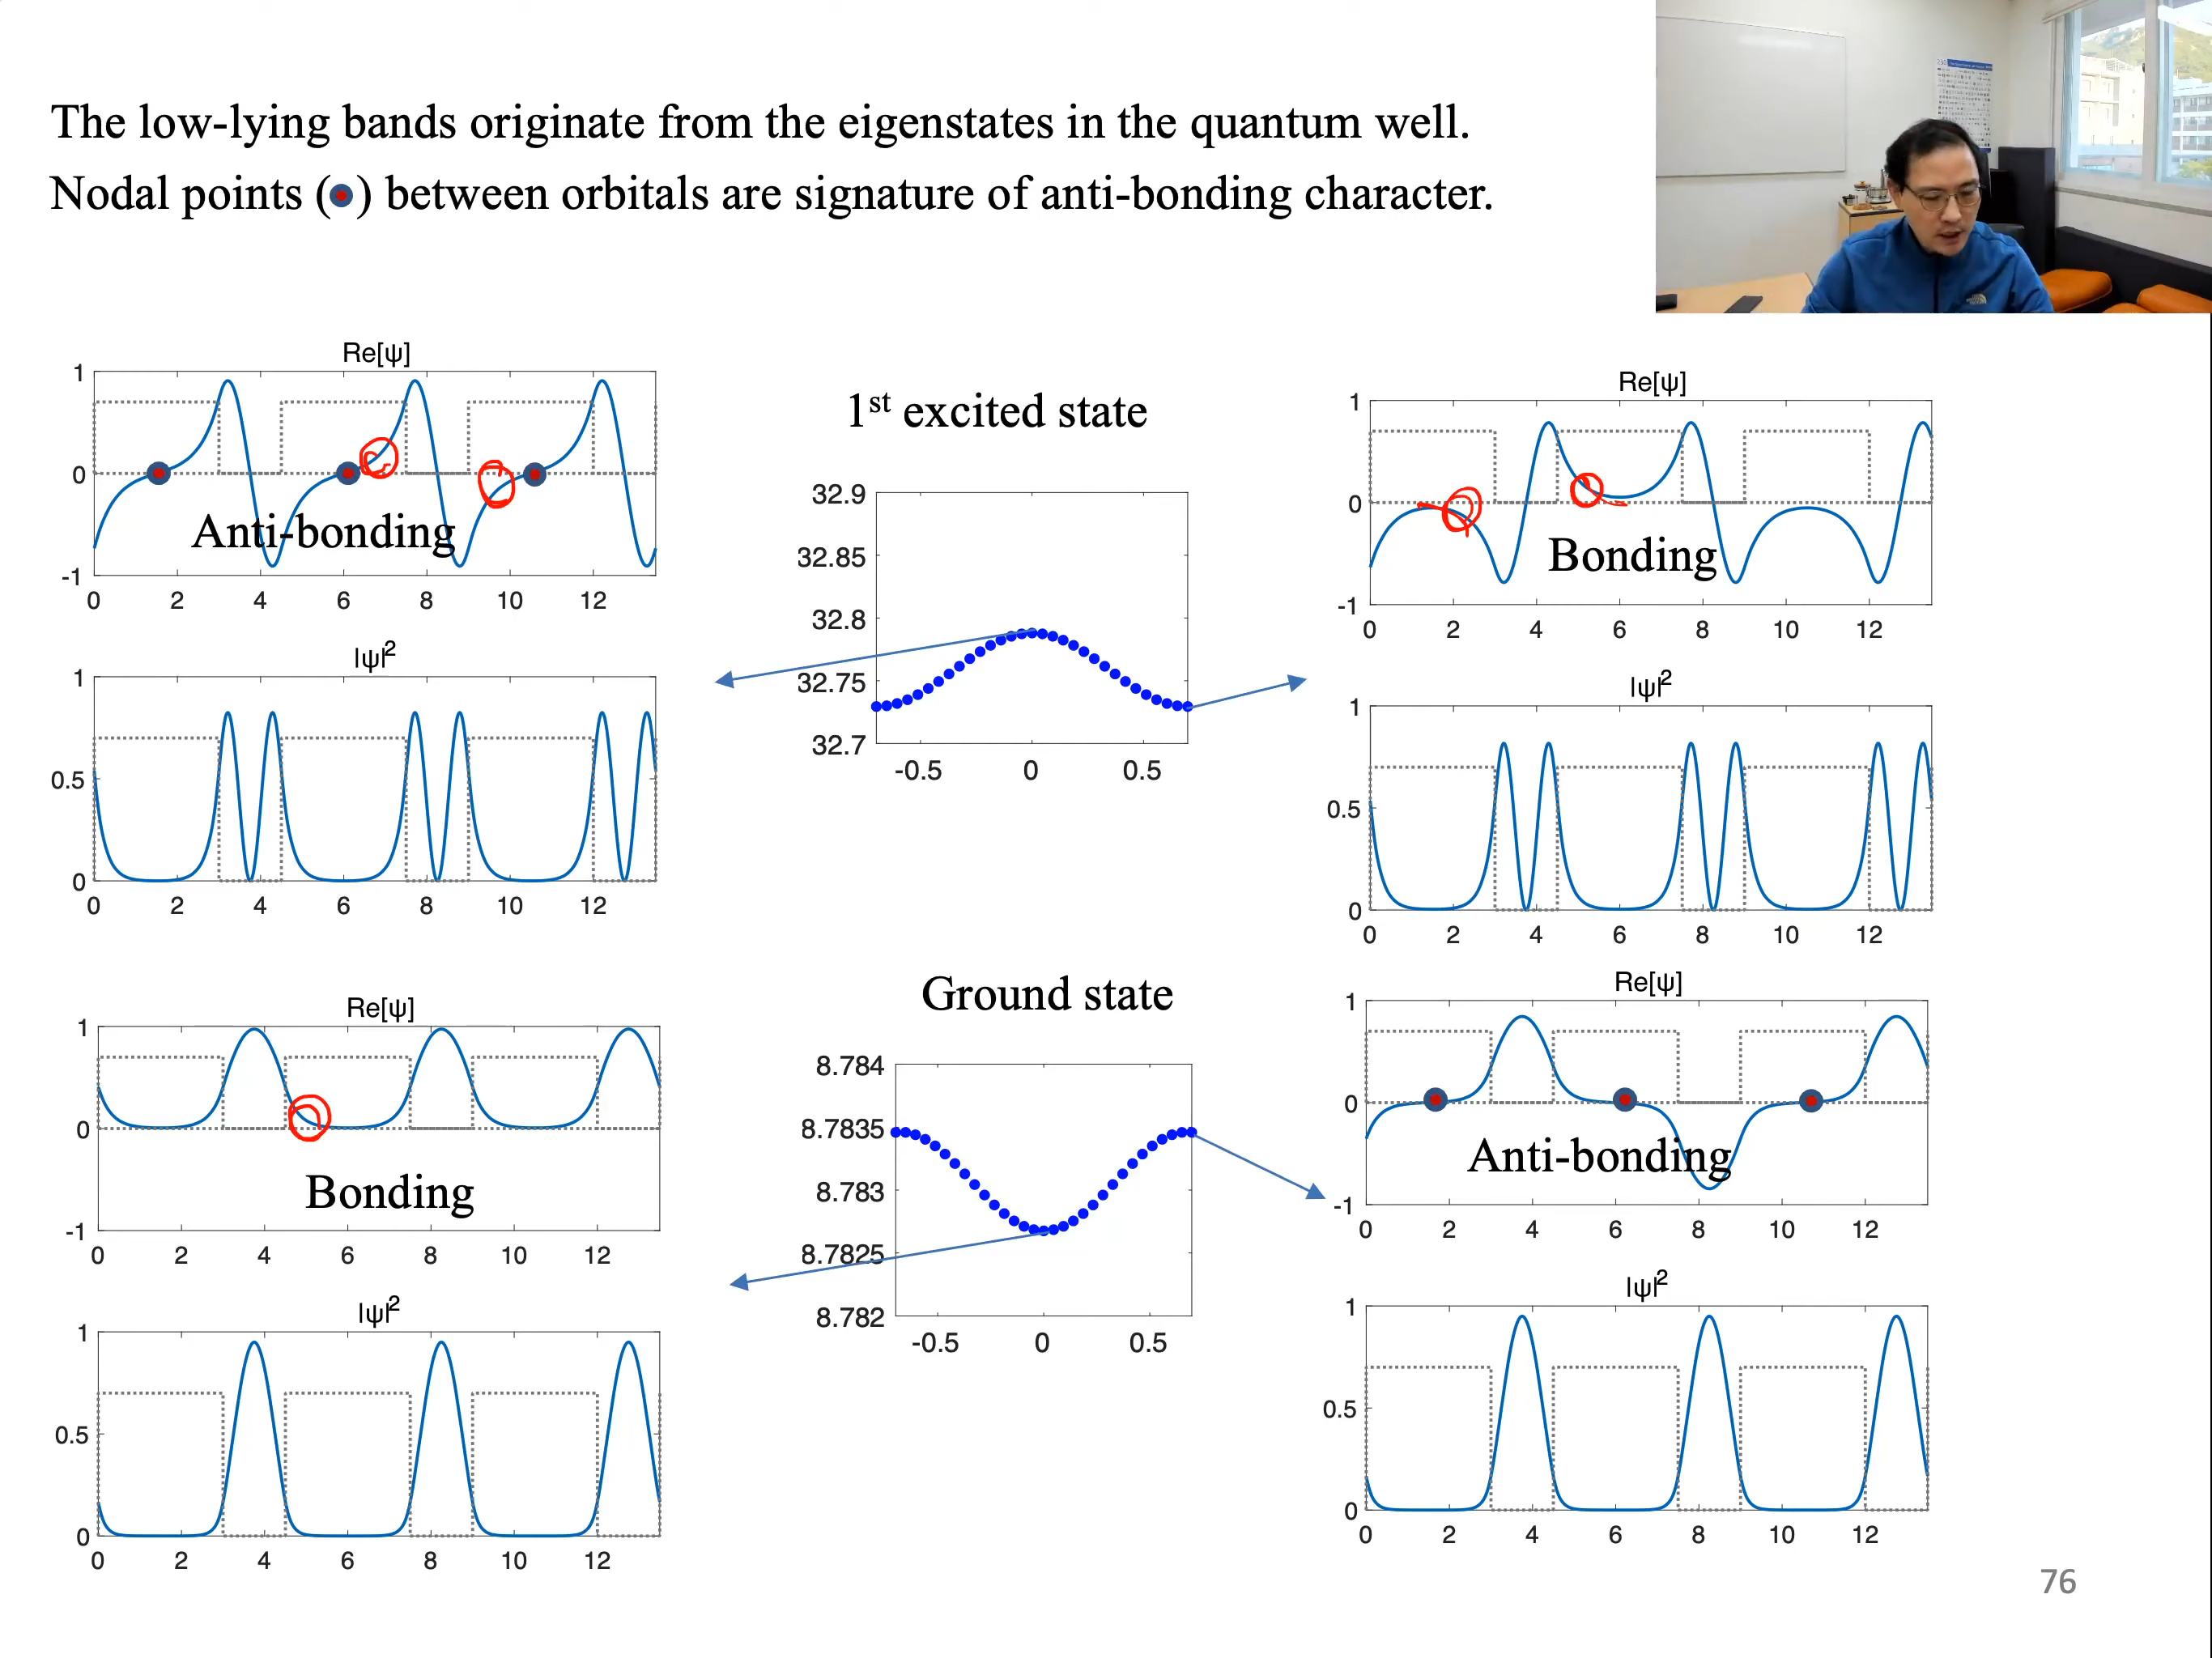 The low-lying bands originate from the eigenstates in the quantum well.
Nodal points ( ) between orbitals are signature of anti-bonding character.
Re[ψ]
1
0
-1
Anti-bonding
0 2 4 6 8 10 12
|ψ|²
1
0.5
0
0 2 4 6 8 10 12
1st excited state
32.9
32.85
32.8
32.75
32.7
-0.5 0 0.5
Re[ψ]
1
0
-1
Bonding
0 2 4 6 8 10 12
|ψ|²
1
0.5
0
0 2 4 6 8 10 12
Re[ψ]
1
0
-1
Bonding
0 2 4 6 8 10 12
|ψ|²
1
0.5
0
0 2 4 6 8 10 12
Ground state
8.784
8.7835
8.783
8.7825
8.782
-0.5 0 0.5
Re[ψ]
1
0
-1
Anti-bonding
0 2 4 6 8 10 12
|ψ|²
1
0.5
0
0 2 4 6 8 10 12
76